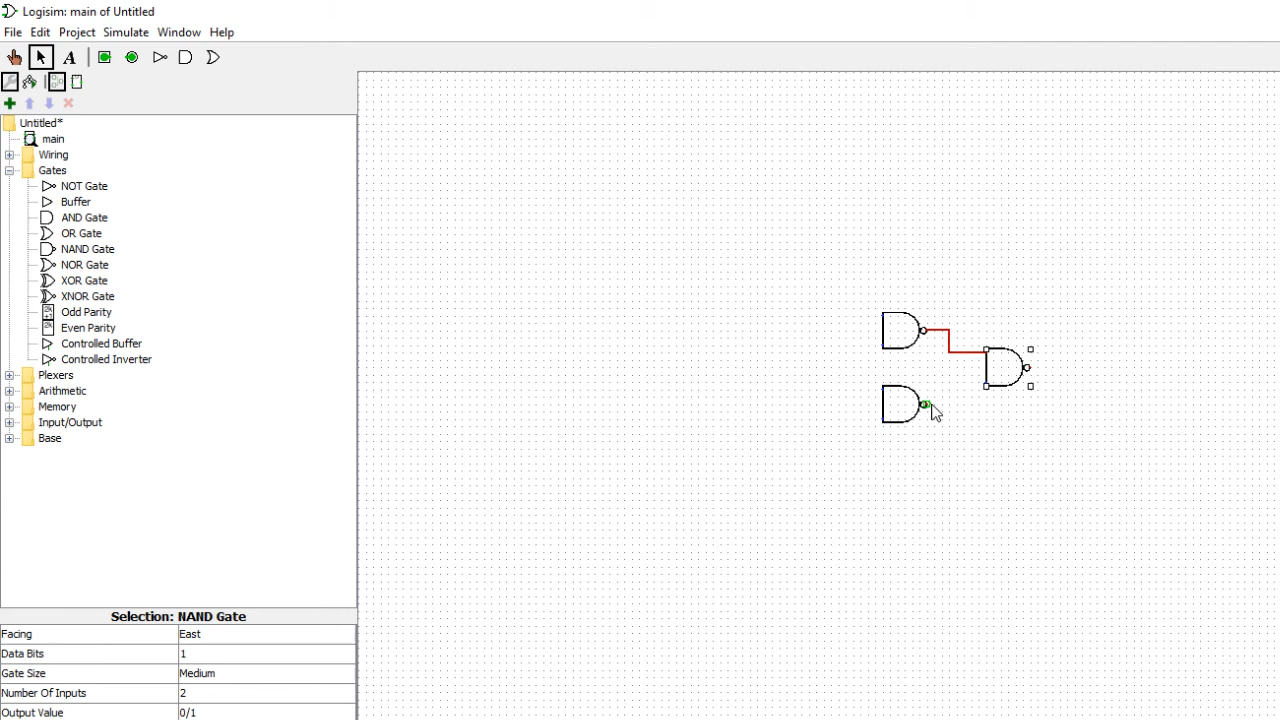 Logisim: main of Untitled
File Edit Project Simulate Window Help
A
Untitled*
main
Wiring
Gates
NOT Gate
Buffer
AND Gate
OR Gate
NAND Gate
NOR Gate
XOR Gate
XNOR Gate
Odd Parity
Even Parity
Controlled Buffer
Controlled Inverter
Plexers
Arithmetic
Memory
Input/Output
Base
Selection: NAND Gate
Facing East
Data Bits 1
Gate Size Medium
Number Of Inputs 2
Output Value 0/1